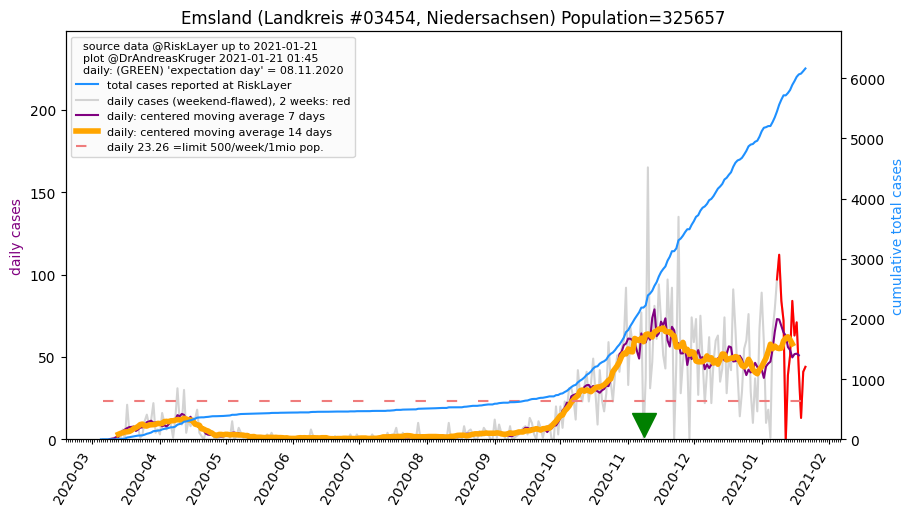 Emsland (Landkreis #03454, Niedersachsen) Population=325657
source data @RiskLayer up to 2021-01-21
plot @DrAndreasKruger 2021-01-21 01:45
daily: (GREEN) 'expectation day' = 08.11.2020
total cases reported at RiskLayer
daily cases (weekend-flawed), 2 weeks: red
daily: centered moving average 7 days
daily: centered moving average 14 days
daily 23.26 =limit 500/week/1mio pop.
daily cases
200
150
100
50
0
cumulative total cases
6000
5000
4000
3000
2000
1000
0
2020-03
2020-04
2020-05
2020-06
2020-07
2020-08
2020-09
2020-10
2020-11
2020-12
2021-01
2021-02